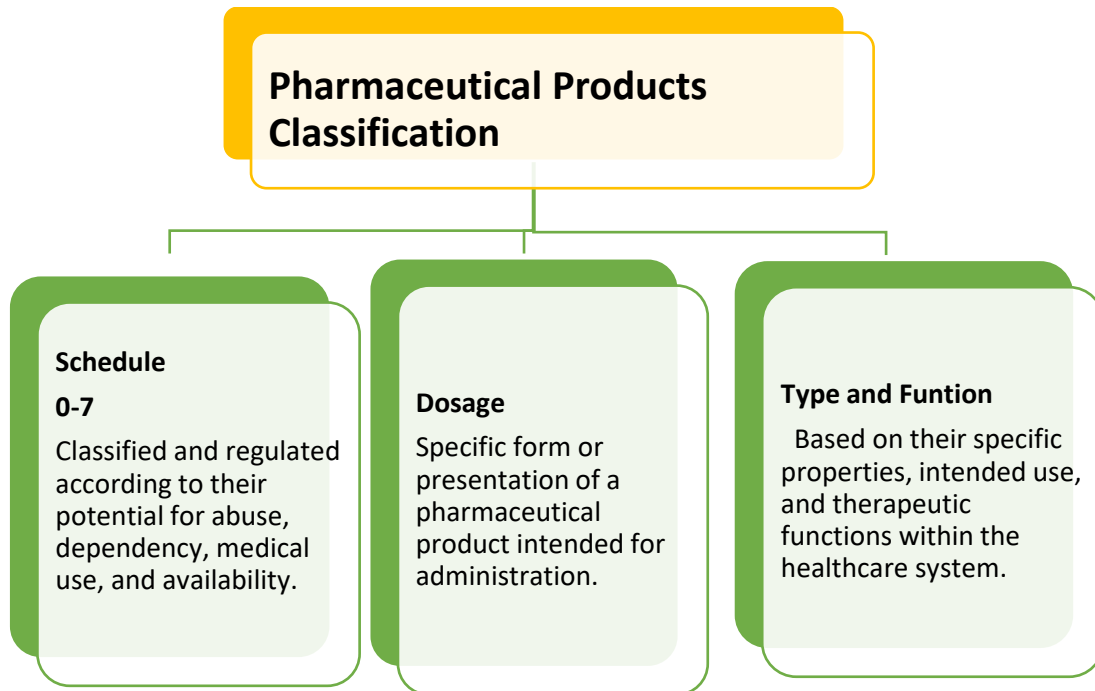 Pharmaceutical Products
Classification
Schedule
0-7
Classified and regulated
according to their
potential for abuse,
dependency, medical
use, and availability.
Dosage
Specific form or
presentation of a
pharmaceutical
product intended for
administration.
Type and Funtion
Based on their specific
properties, intended use,
and therapeutic
functions within the
healthcare system.